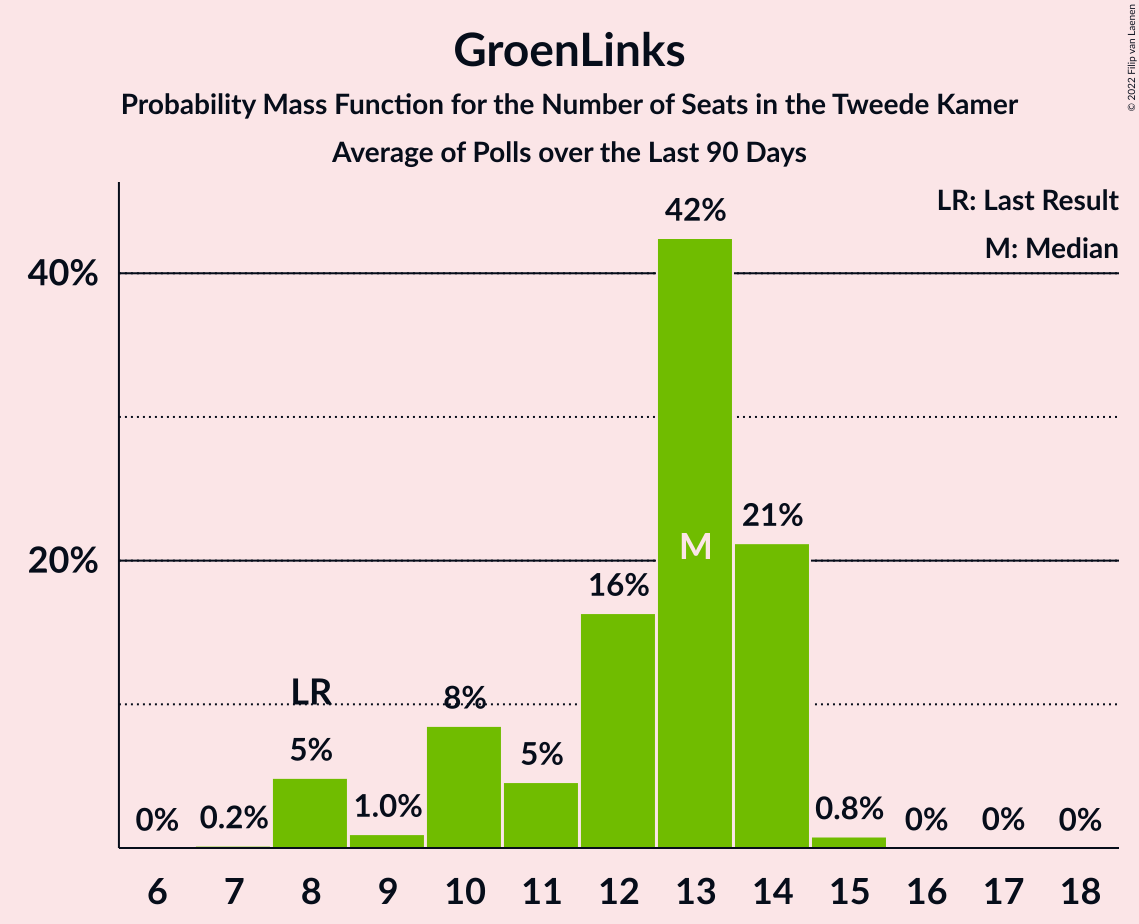 GroenLinks
Probability Mass Function for the Number of Seats in the Tweede Kamer
Average of Polls over the Last 90 Days
© 2022 Filip van Laenen
LR: Last Result
M: Median
40%
20%
0%
0.2%
LR
5%
1.0%
8%
5%
16%
42%
M
21%
0.8%
0%
0%
0%
6 7 8 9 10 11 12 13 14 15 16 17 18